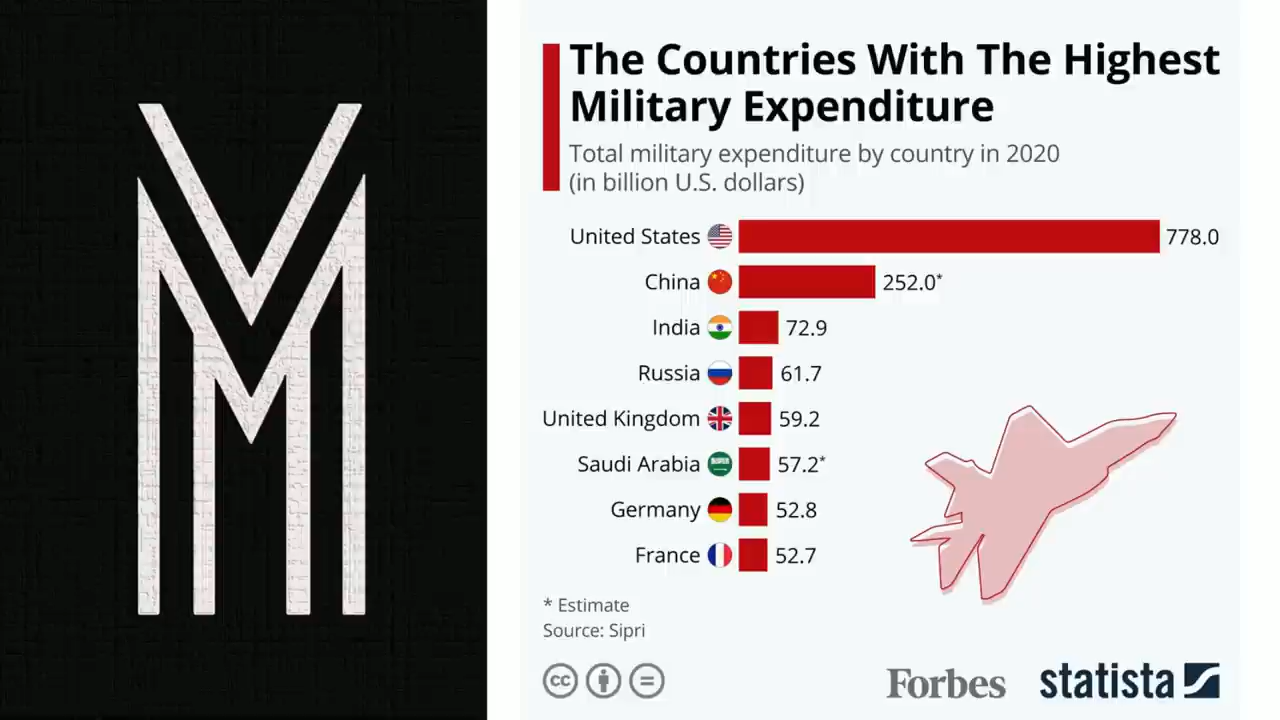 The Countries With The Highest
Military Expenditure
Total military expenditure by country in 2020
(in billion U.S. dollars)
United States 778.0
China 252.0*
India 72.9
Russia 61.7
United Kingdom 59.2
Saudi Arabia 57.2*
Germany 52.8
France 52.7
* Estimate
Source: Sipri
cc
Forbes statista